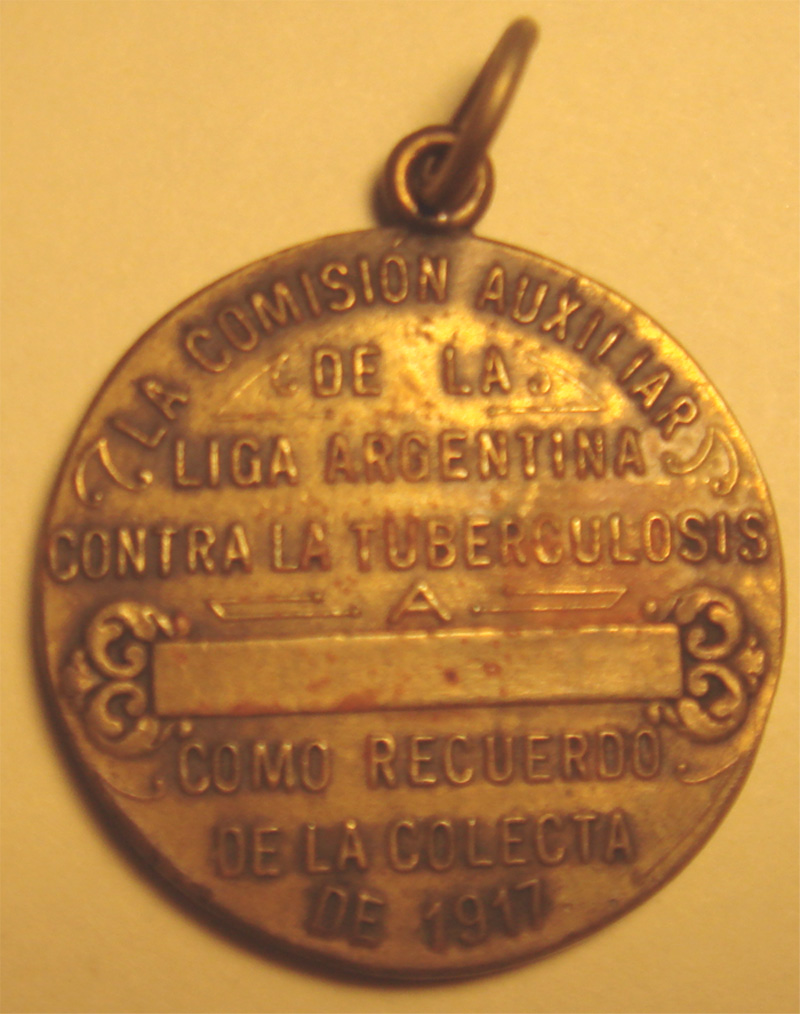 LA COMISIÓN AUXILIAR
DE LA
LIGA ARGENTINA
CONTRA LA TUBERCULOSIS
A
COMO RECUERDO
DE LA COLECTA
DE 1917